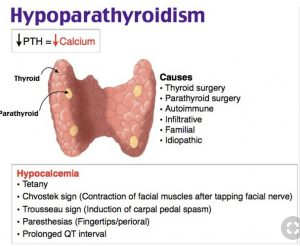 Hypoparathyroidism
↓PTH = ↓Calcium
Thyroid
Parathyroid
Causes
• Thyroid surgery
• Parathyroid surgery
• Autoimmune
• Infiltrative
• Familial
• Idiopathic
Hypocalcemia
• Tetany
• Chvostek sign (Contraction of facial muscles after tapping facial nerve)
• Trousseau sign (Induction of carpal pedal spasm)
• Paresthesias (Fingertips/perioral)
• Prolonged QT interval